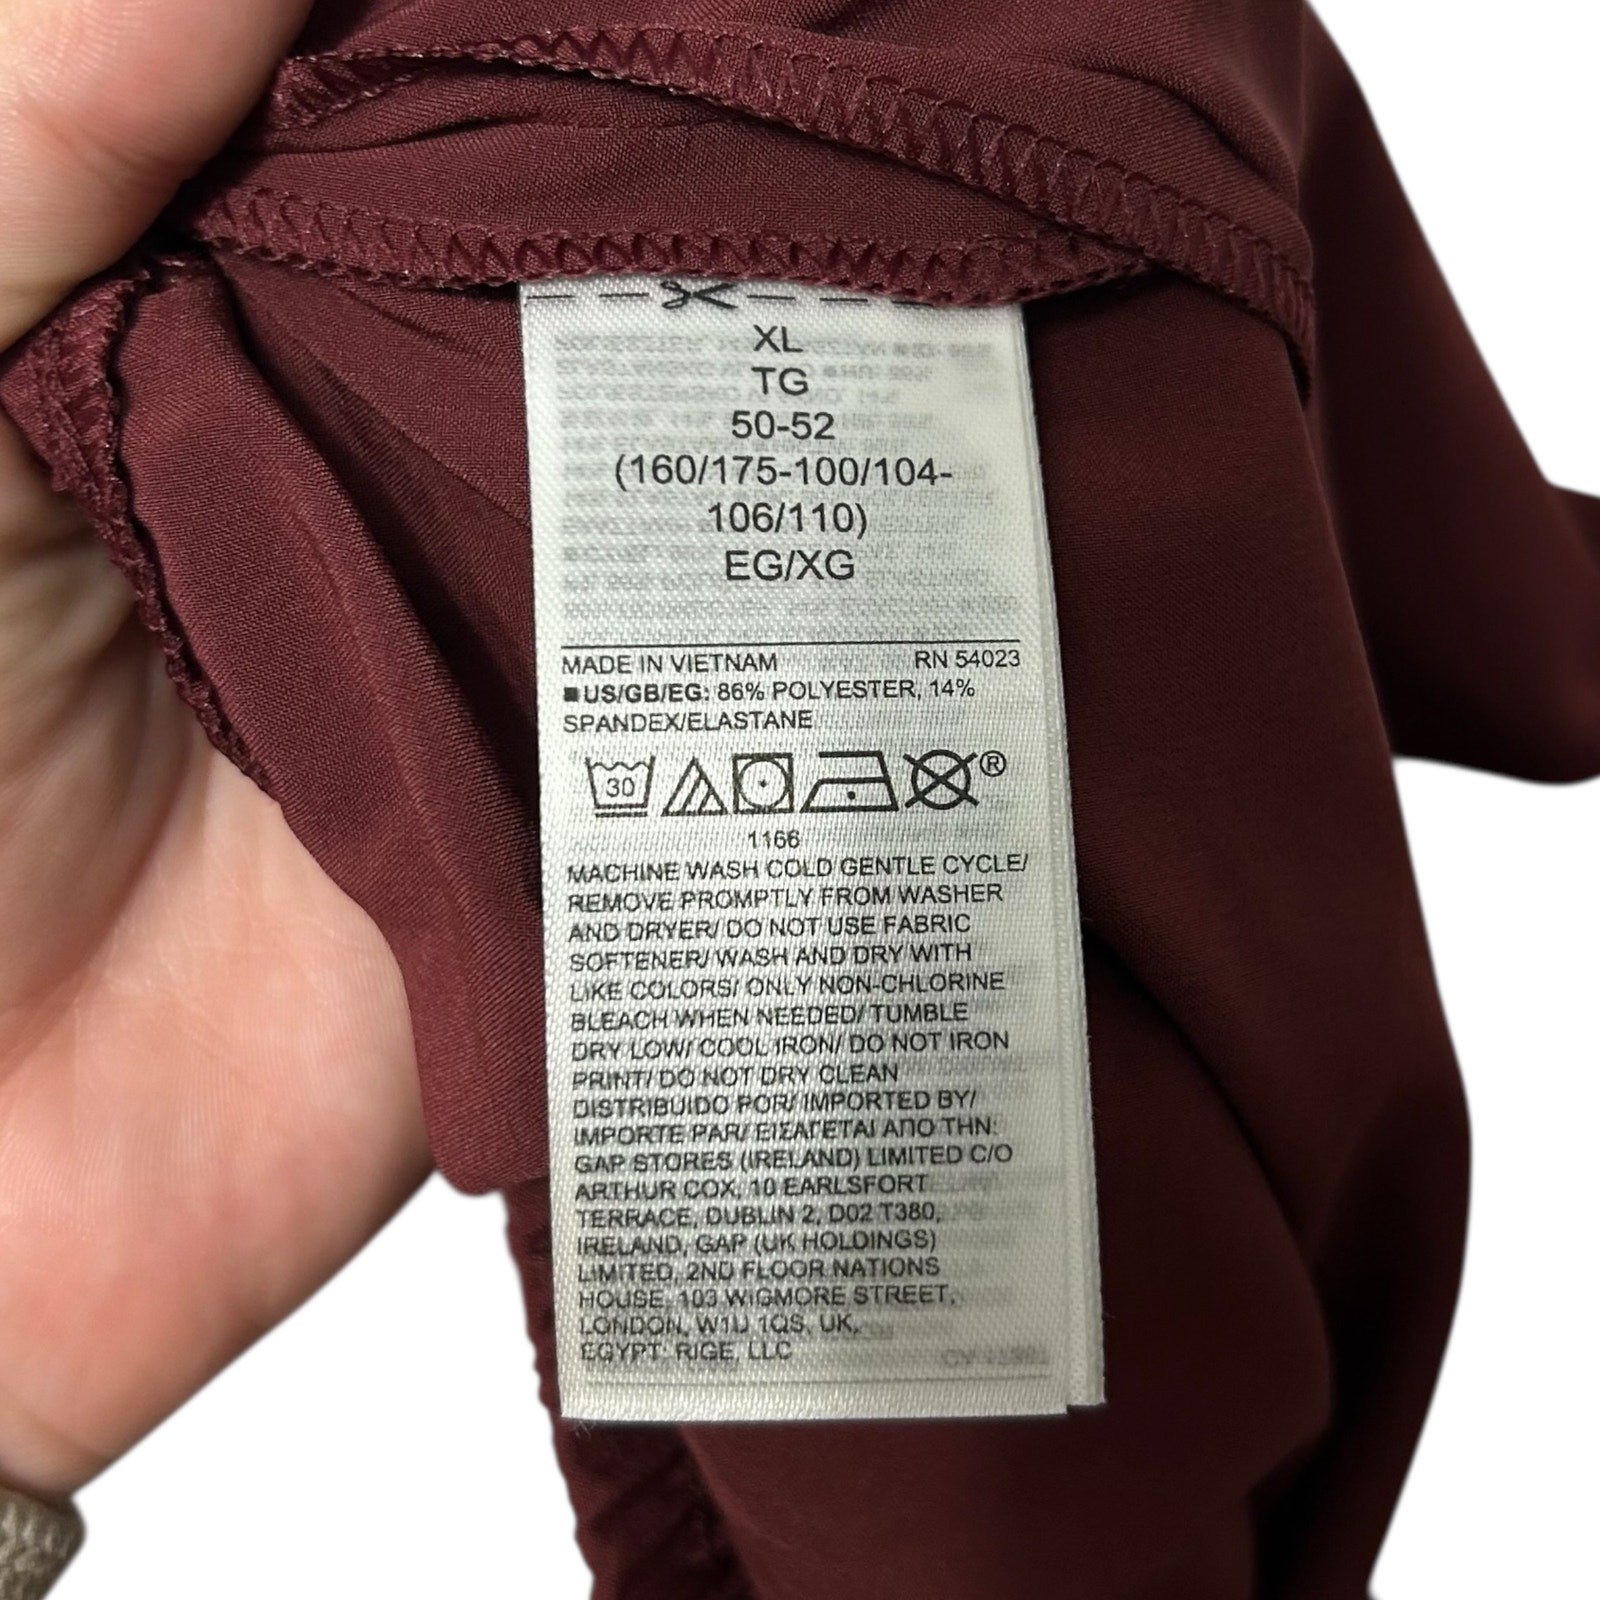 XL
TG
50-52
(160/175-100/104-
106/110)
EG/XG
MADE IN VIETNAM RN 54023
■US/GB/EG: 86% POLYESTER, 14%
SPANDEX/ELASTANE
30 ®
1166
MACHINE WASH COLD GENTLE CYCLE/
REMOVE PROMPTLY FROM WASHER
AND DRYER/ DO NOT USE FABRIC
SOFTENER/ WASH AND DRY WITH
LIKE COLORS/ ONLY NON-CHLORINE
BLEACH WHEN NEEDED/ TUMBLE
DRY LOW/ COOL IRON/ DO NOT IRON
PRINT/ DO NOT DRY CLEAN
DISTRIBUIDO POR/ IMPORTED BY/
IMPORTE PAR/ ΕΙΣΑΓΕΤΑΙ ΑΠΟ ΤΗΝ:
GAP STORES (IRELAND) LIMITED C/O
ARTHUR COX, 10 EARLSFORT
TERRACE, DUBLIN 2, D02 T380,
IRELAND, GAP (UK HOLDINGS)
LIMITED, 2ND FLOOR NATIONS
HOUSE, 103 WIGMORE STREET,
LONDON, W1U 1QS, UK,
EGYPT: RIGE, LLC